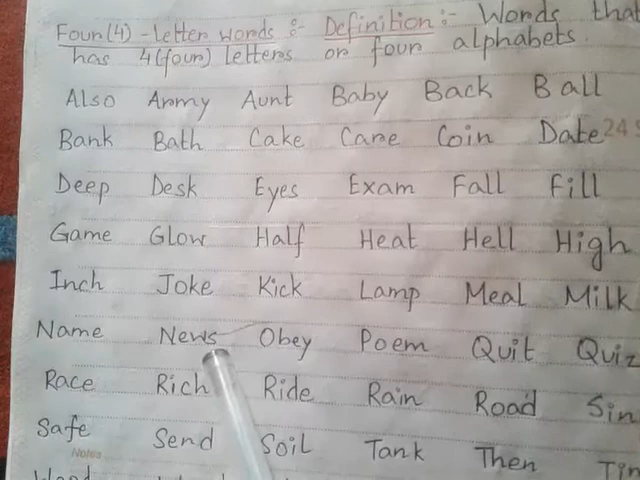 Four(4)-letter words :- Definition :- Words that
has 4(four) letters or four alphabets.
Also Army Aunt Baby Back Ball
Bank Bath Cake Care Coin Date
Deep Desk Eyes Exam Fall Fill
Game Glow Half Heat Hell High
Inch Joke Kick Lamp Meal Milk
Name News Obey Poem Quit Quiz
Race Rich Ride Rain Road
Safe Send Soil Tank Then